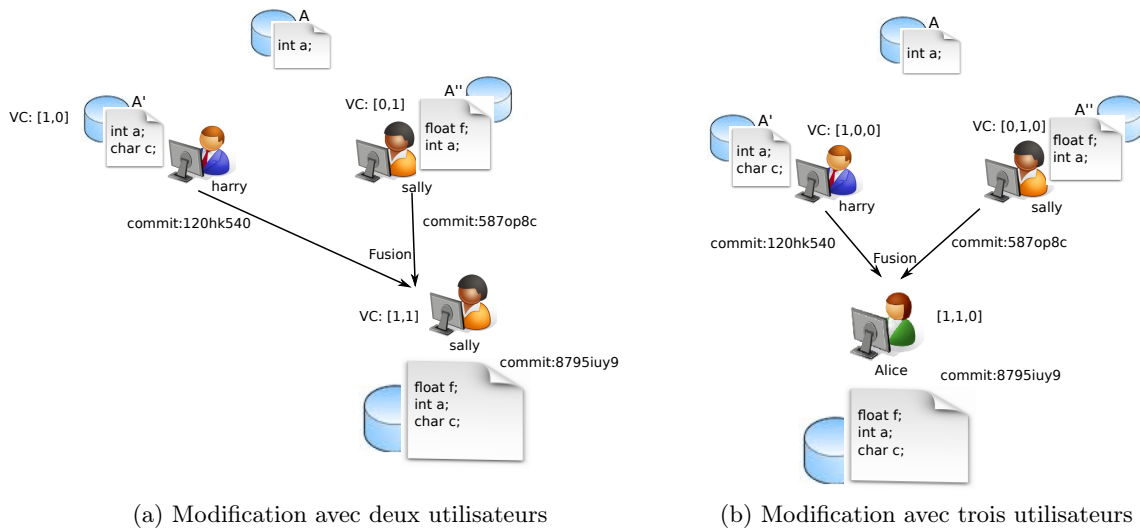 A
int a;
A'
VC: [1,0]
int a;
char c;
harry
VC: [0,1]
A''
float f;
int a;
sally
commit:120hk540
commit:587op8c
Fusion
VC: [1,1]
sally
commit:8795iuy9
float f;
int a;
char c;
(a) Modification avec deux utilisateurs
A
int a;
A'
VC: [1,0,0]
int a;
char c;
harry
VC: [0,1,0]
A''
float f;
int a;
sally
commit:120hk540
commit:587op8c
Fusion
[1,1,0]
Alice
commit:8795iuy9
float f;
int a;
char c;
(b) Modification avec trois utilisateurs